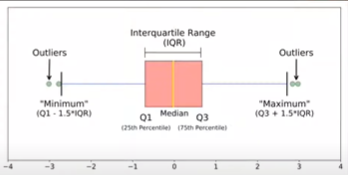 Interquartile Range
(IQR)
Outliers
Outliers
"Minimum"
(Q1 - 1.5*IQR)
"Maximum"
(Q3 + 1.5*IQR)
Q1
Median
Q3
(25th Percentile)
(75th Percentile)
−4
−3
−2
−1
0
1
2
3
4